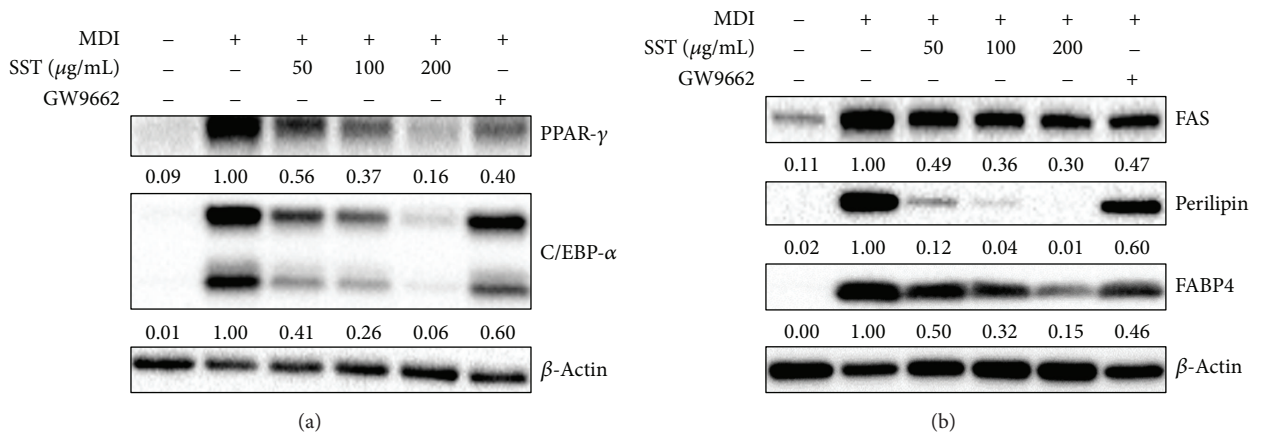 MDI – + + + + +
SST (μg/mL) – – 50 100 200 –
GW9662 – – – – – +
PPAR-γ
0.09 1.00 0.56 0.37 0.16 0.40
C/EBP-α
0.01 1.00 0.41 0.26 0.06 0.60
β-Actin
(a)
MDI – + + + + +
SST (μg/mL) – – 50 100 200 –
GW9662 – – – – – +
FAS
0.11 1.00 0.49 0.36 0.30 0.47
Perilipin
0.02 1.00 0.12 0.04 0.01 0.60
FABP4
0.00 1.00 0.50 0.32 0.15 0.46
β-Actin
(b)